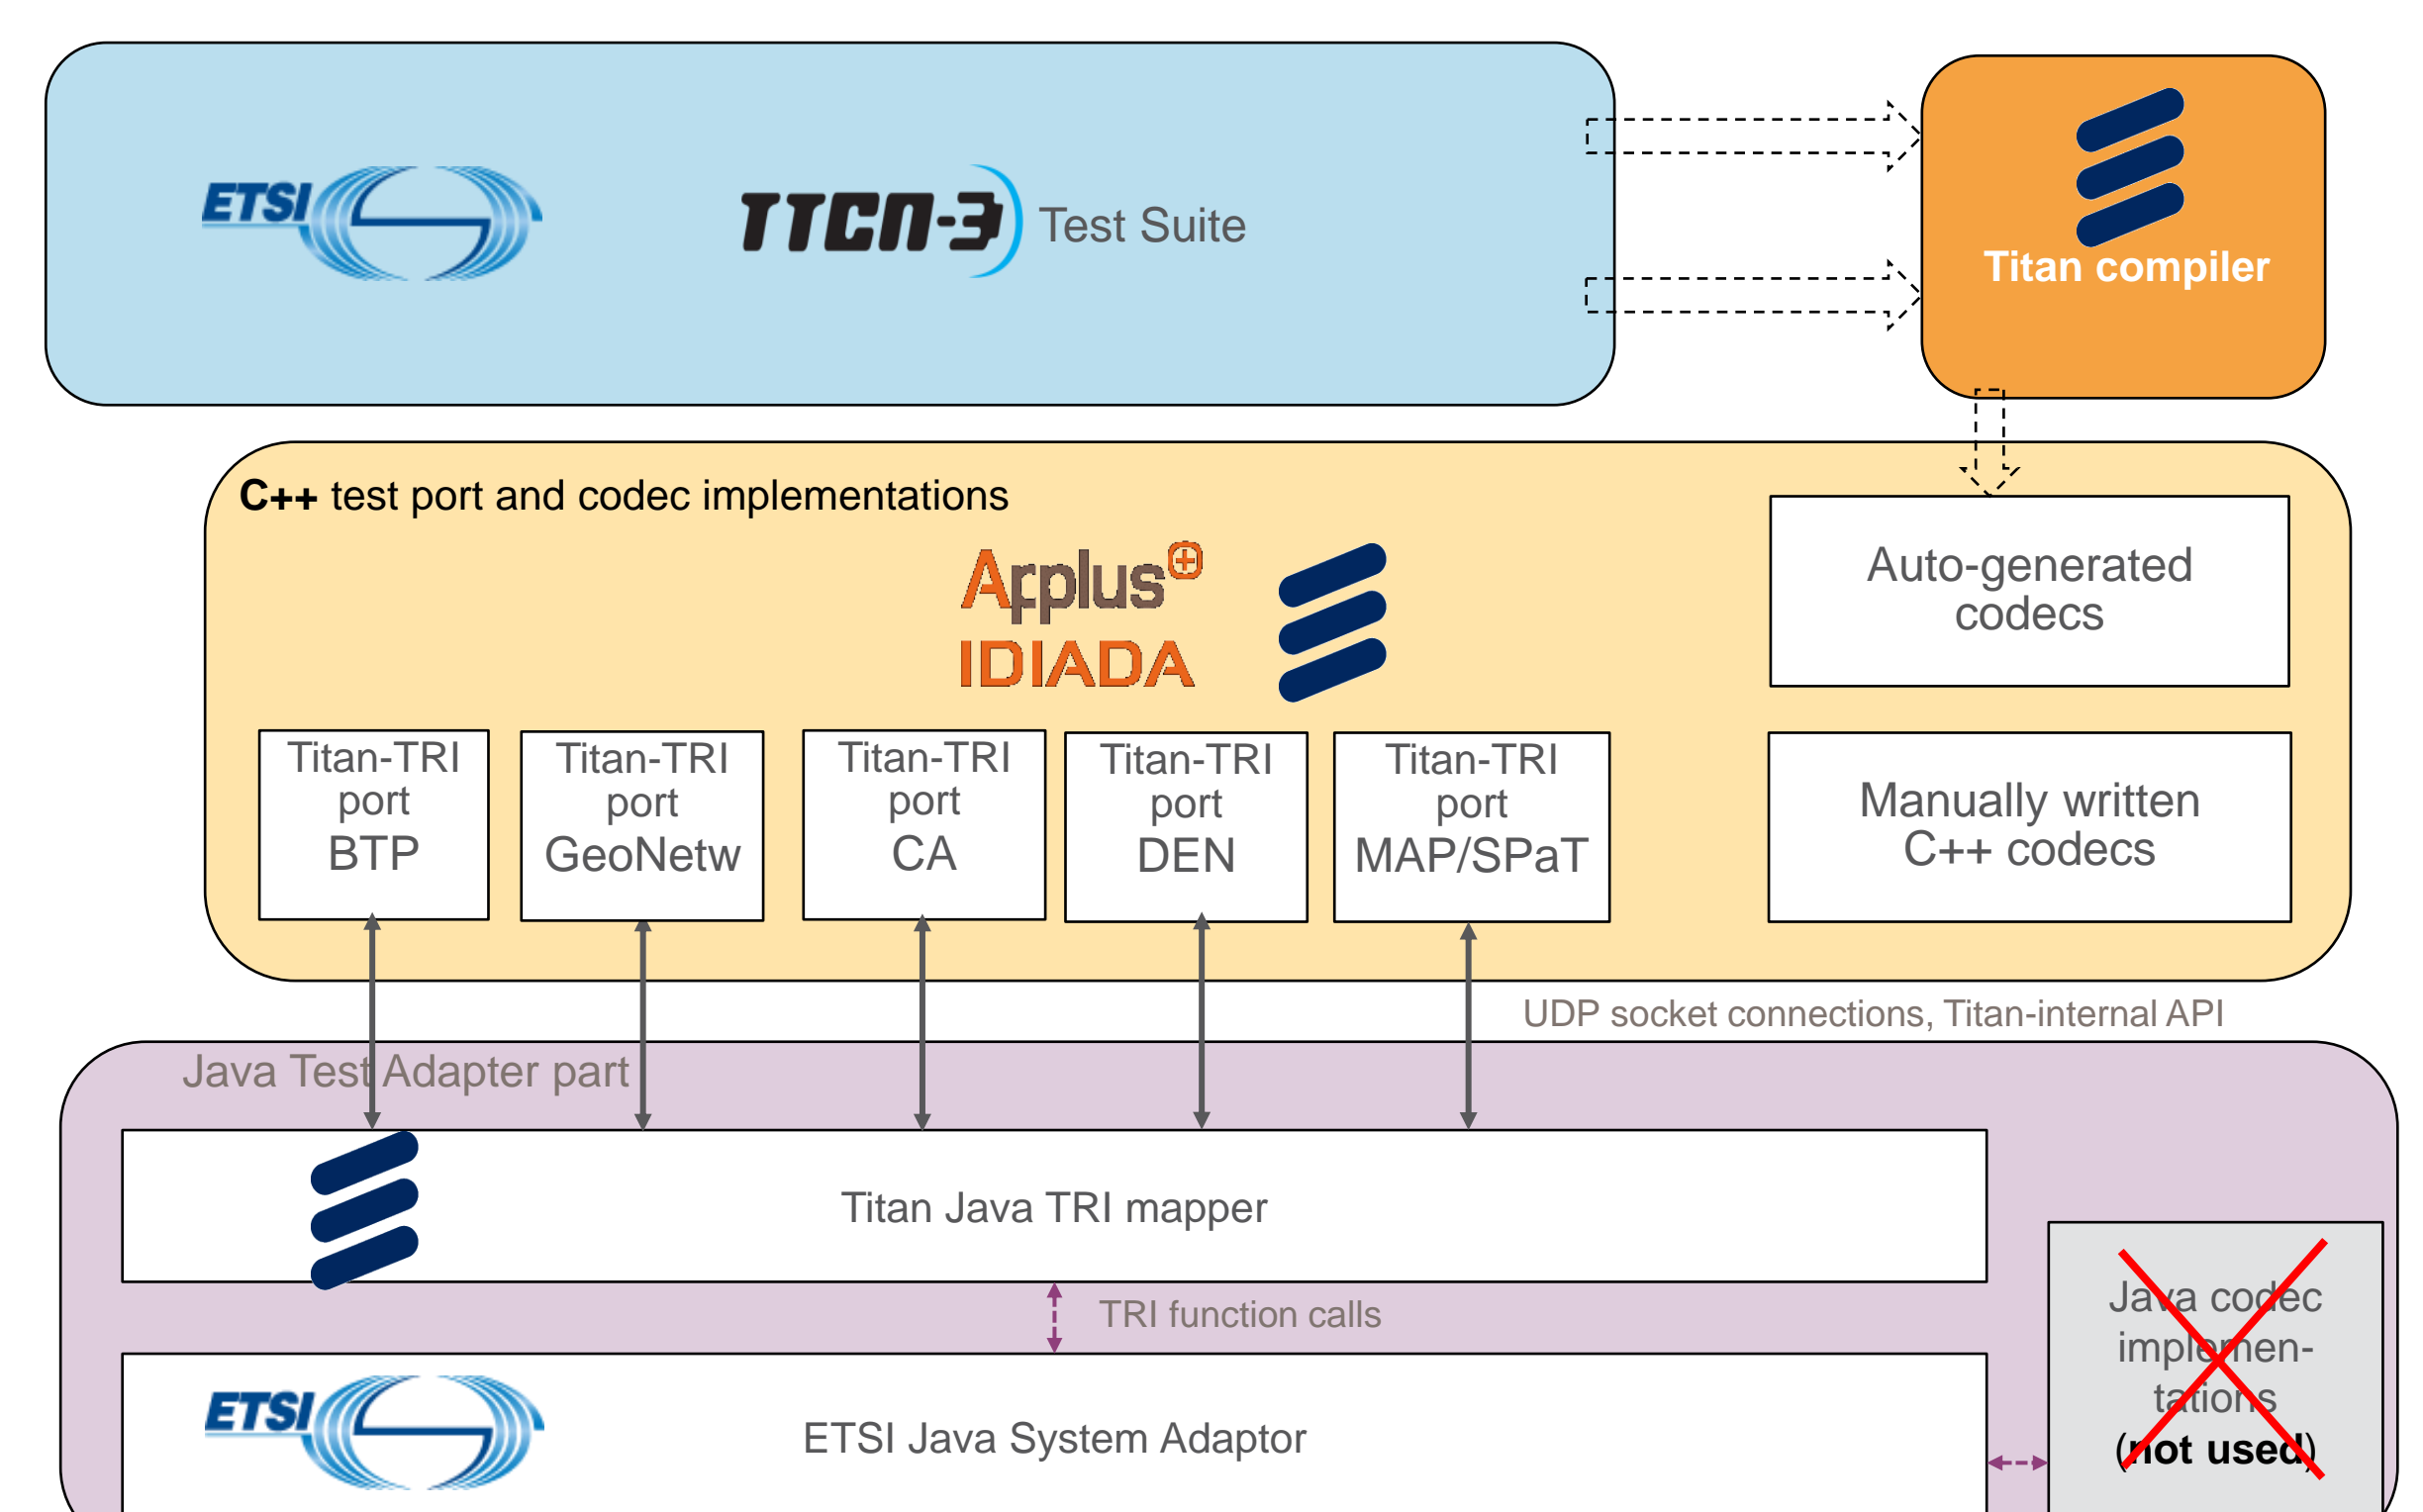 ETSI
TTCN-3 Test Suite
Titan compiler
C++ test port and codec implementations
Applus+
IDIADA
Auto-generated
codecs
Titan-TRI
port
BTP
Titan-TRI
port
GeoNetw
Titan-TRI
port
CA
Titan-TRI
port
DEN
Titan-TRI
port
MAP/SPaT
Manually written
C++ codecs
UDP socket connections, Titan-internal API
Java Test Adapter part
Titan Java TRI mapper
TRI function calls
Java codec
implemen-
tations
(not used)
ETSI
ETSI Java System Adaptor